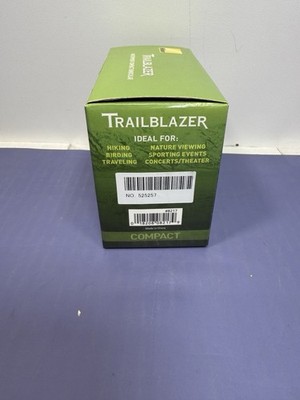 TRAILBLAZER
TRAILBLAZER
IDEAL FOR:
HIKING NATURE VIEWING
BIRDING SPORTING EVENTS
TRAVELING CONCERTS/THEATER
NO. 525257
COMPACT